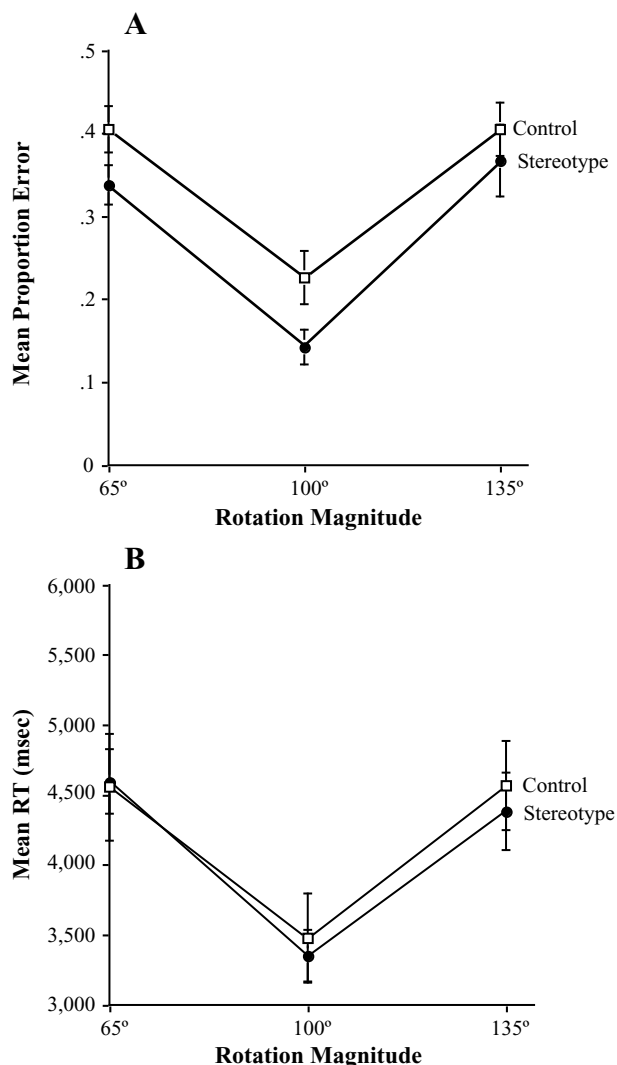 A
.5
.4
.3
.2
.1
0
Mean Proportion Error
Control
Stereotype
65º
100º
135º
Rotation Magnitude
B
6,000
5,500
5,000
4,500
4,000
3,500
3,000
Mean RT (msec)
Control
Stereotype
65º
100º
135º
Rotation Magnitude